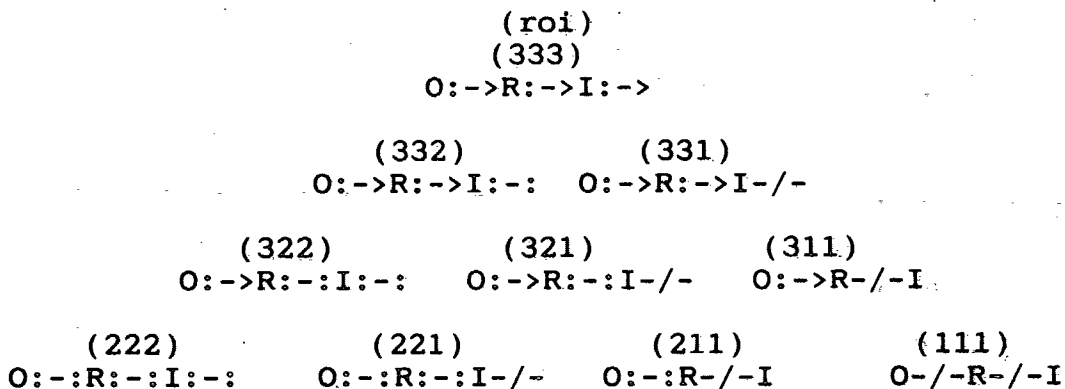 (roi)
(333)
O:->R:->I:->
(332) (331)
O:->R:->I:-: O:->R:->I-/-
(322) (321) (311)
O:->R:-:I:-: O:->R:-:I-/- O:->R-/-I
(222) (221) (211) (111)
O:-:R:-:I:-: O:-:R:-:I-/- O:-:R-/-I O-/-R-/-I